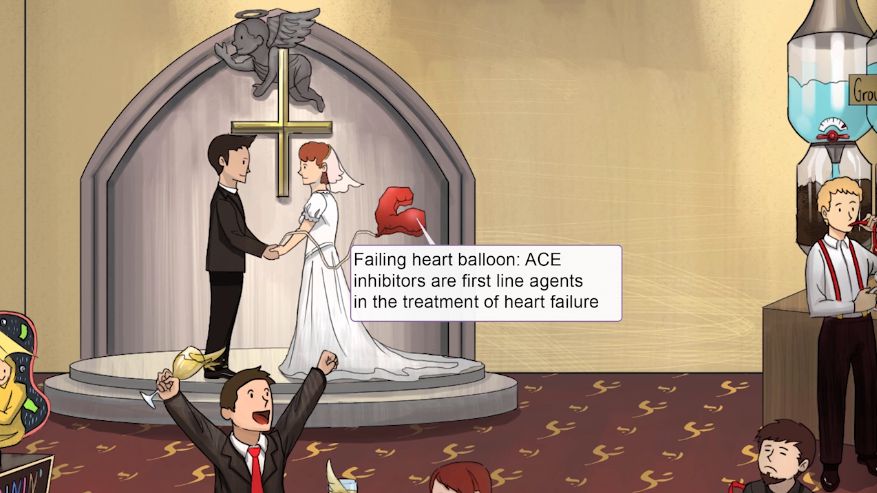 Failing heart balloon: ACE
inhibitors are first line agents
in the treatment of heart failure